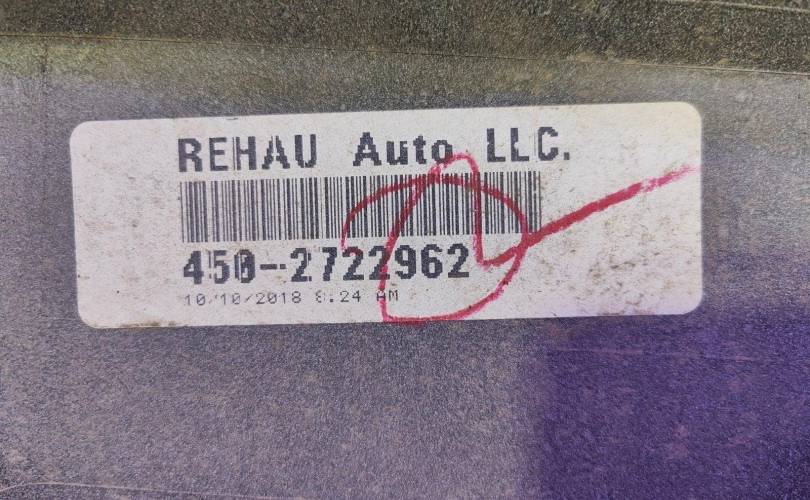 REHAU Auto LLC.
450-2722962
10/10/2018 8:24 AM